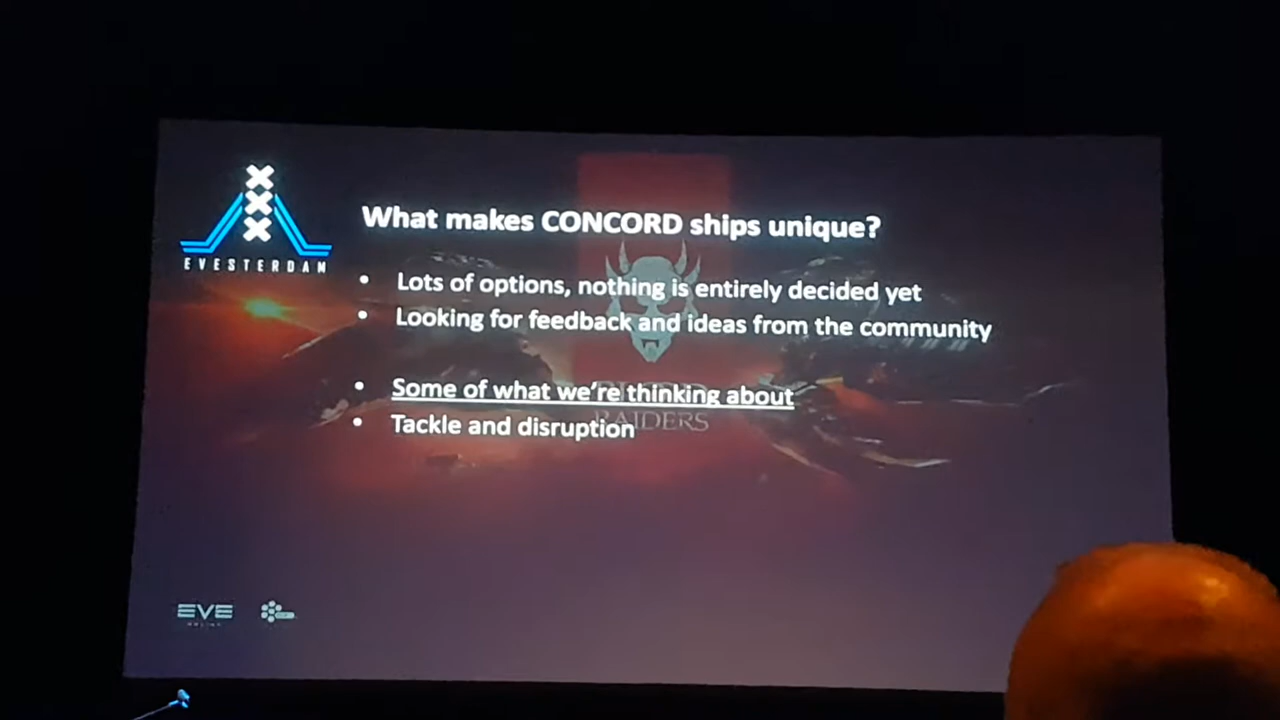 EVESTERDAM
What makes CONCORD ships unique?
• Lots of options, nothing is entirely decided yet
• Looking for feedback and ideas from the community
• Some of what we're thinking about
• Tackle and disruption
RAIDERS
EVE